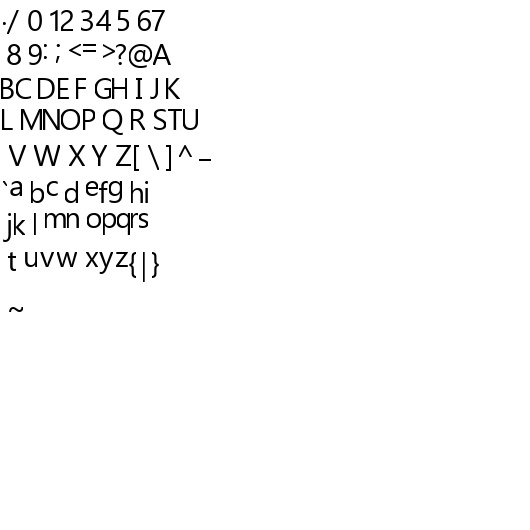 ./ 0 12 34 5 67
8 9: ; <= >?@A
BC DE F GH I J K
L MNOP Q R STU
V W X Y Z[ \ ] ^ –
`a bc d efg hi
jk l mn opqrs
t uvw xyz{|}
~